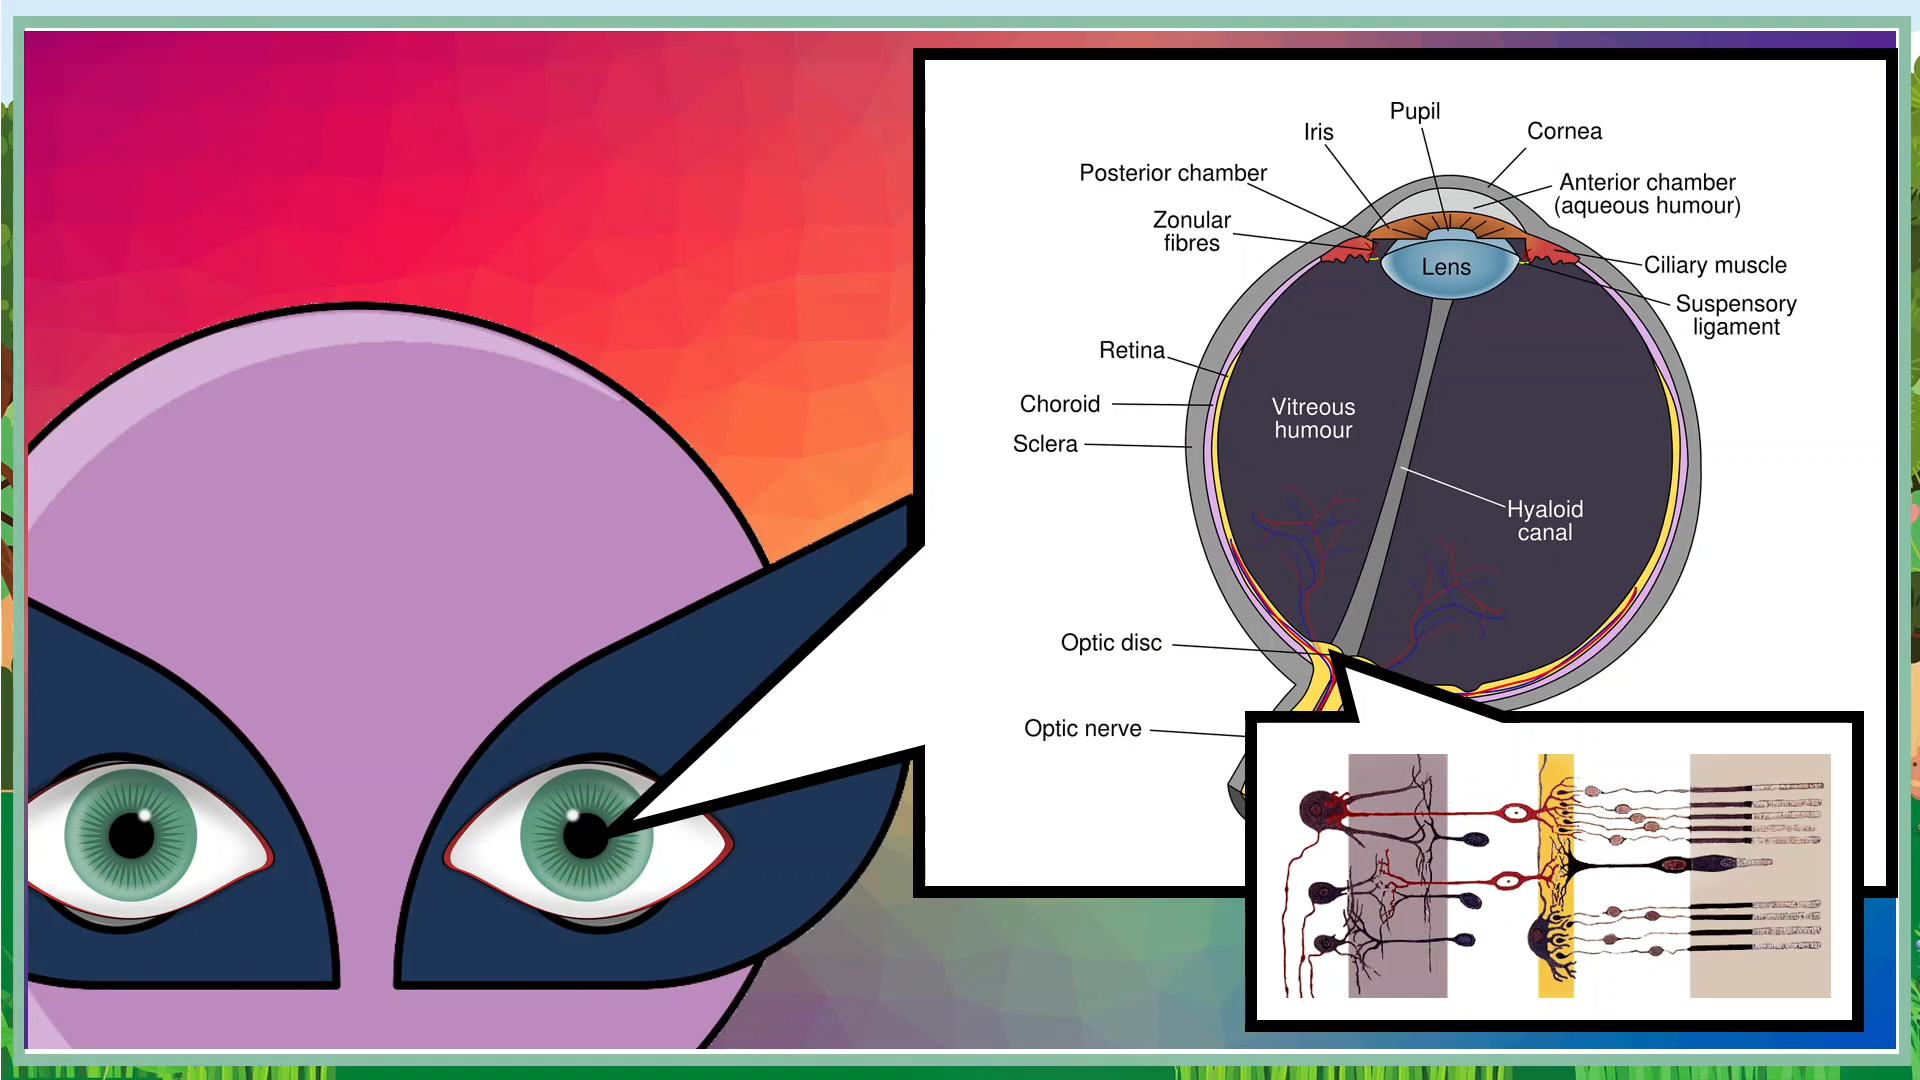 Pupil
Iris
Cornea
Posterior chamber
Anterior chamber
(aqueous humour)
Zonular
fibres
Lens
Ciliary muscle
Suspensory
ligament
Retina
Choroid
Vitreous
humour
Sclera
Hyaloid
canal
Optic disc
Optic nerve